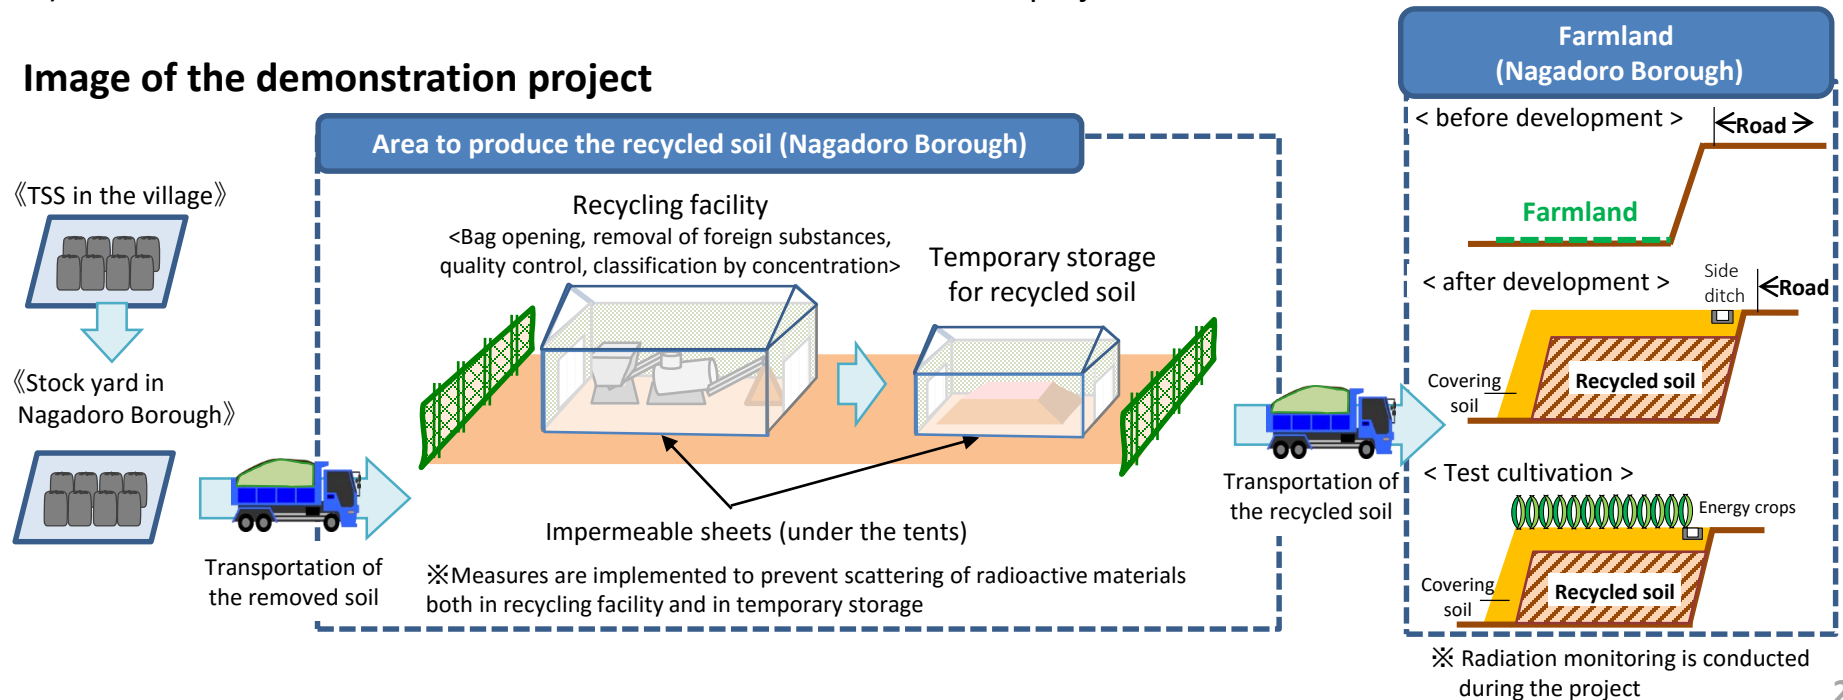 Image of the demonstration project
《TSS in the village》
《Stock yard in
Nagadoro Borough》
Transportation of
the removed soil
Area to produce the recycled soil (Nagadoro Borough)
Recycling facility
<Bag opening, removal of foreign substances,
quality control, classification by concentration>
Temporary storage
for recycled soil
Impermeable sheets (under the tents)
※Measures are implemented to prevent scattering of radioactive materials
both in recycling facility and in temporary storage
Transportation of
the recycled soil
Farmland
(Nagadoro Borough)
< before development >
Road
Farmland
< after development >
Side
ditch
Road
Covering
soil
Recycled soil
< Test cultivation >
Energy crops
Covering
soil
Recycled soil
※ Radiation monitoring is conducted
during the project